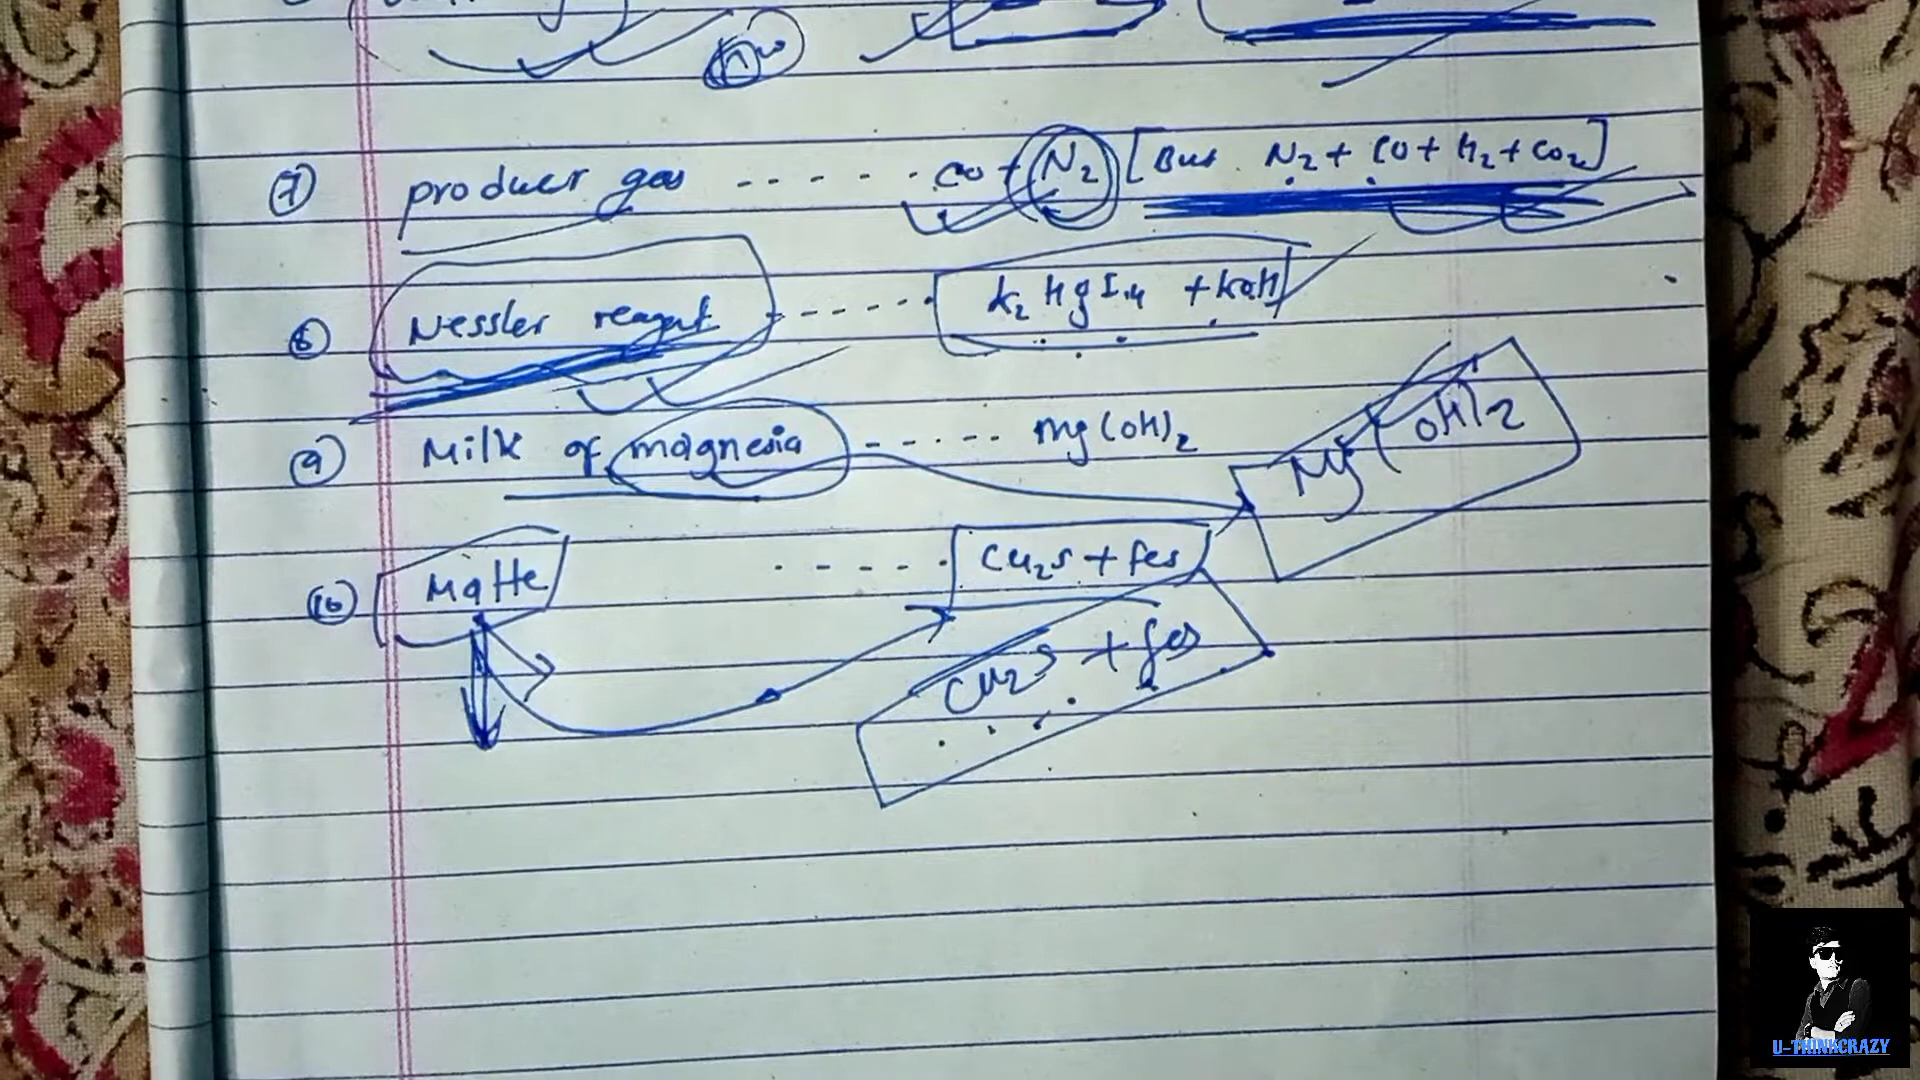 ⑦ producer gas ------ CO + N2 [But N2 + CO + H2 + CO2]
⑧ Nessler reagent ------ K2HgI4 + KOH
⑨ Milk of magnesia ------ Mg(OH)2
Mg(OH)2
⑩ Matte ------ Cu2S + FeS
Cu2S + FeS
U-THINKCRAZY